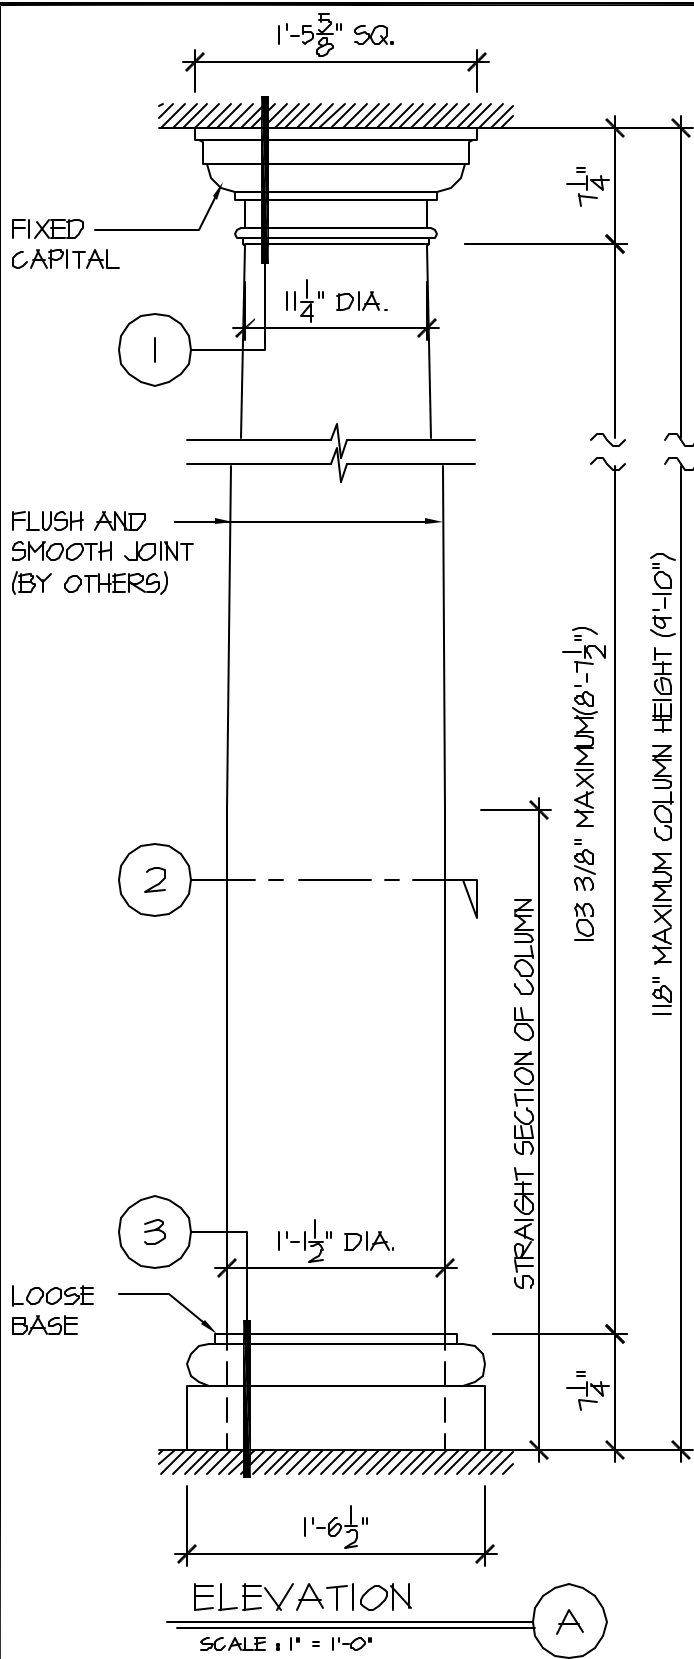 1'-5 5/8" SQ.
7 1/4"
FIXED
CAPITAL
11 1/4" DIA.
1
FLUSH AND
SMOOTH JOINT
(BY OTHERS)
103 3/8" MAXIMUM(8'-7 1/2")
118" MAXIMUM COLUMN HEIGHT (9'-10")
2
STRAIGHT SECTION OF COLUMN
3
1'-1 1/2" DIA.
LOOSE
BASE
7 1/4"
1'-6 1/2"
ELEVATION
A
SCALE : 1" = 1'-0"